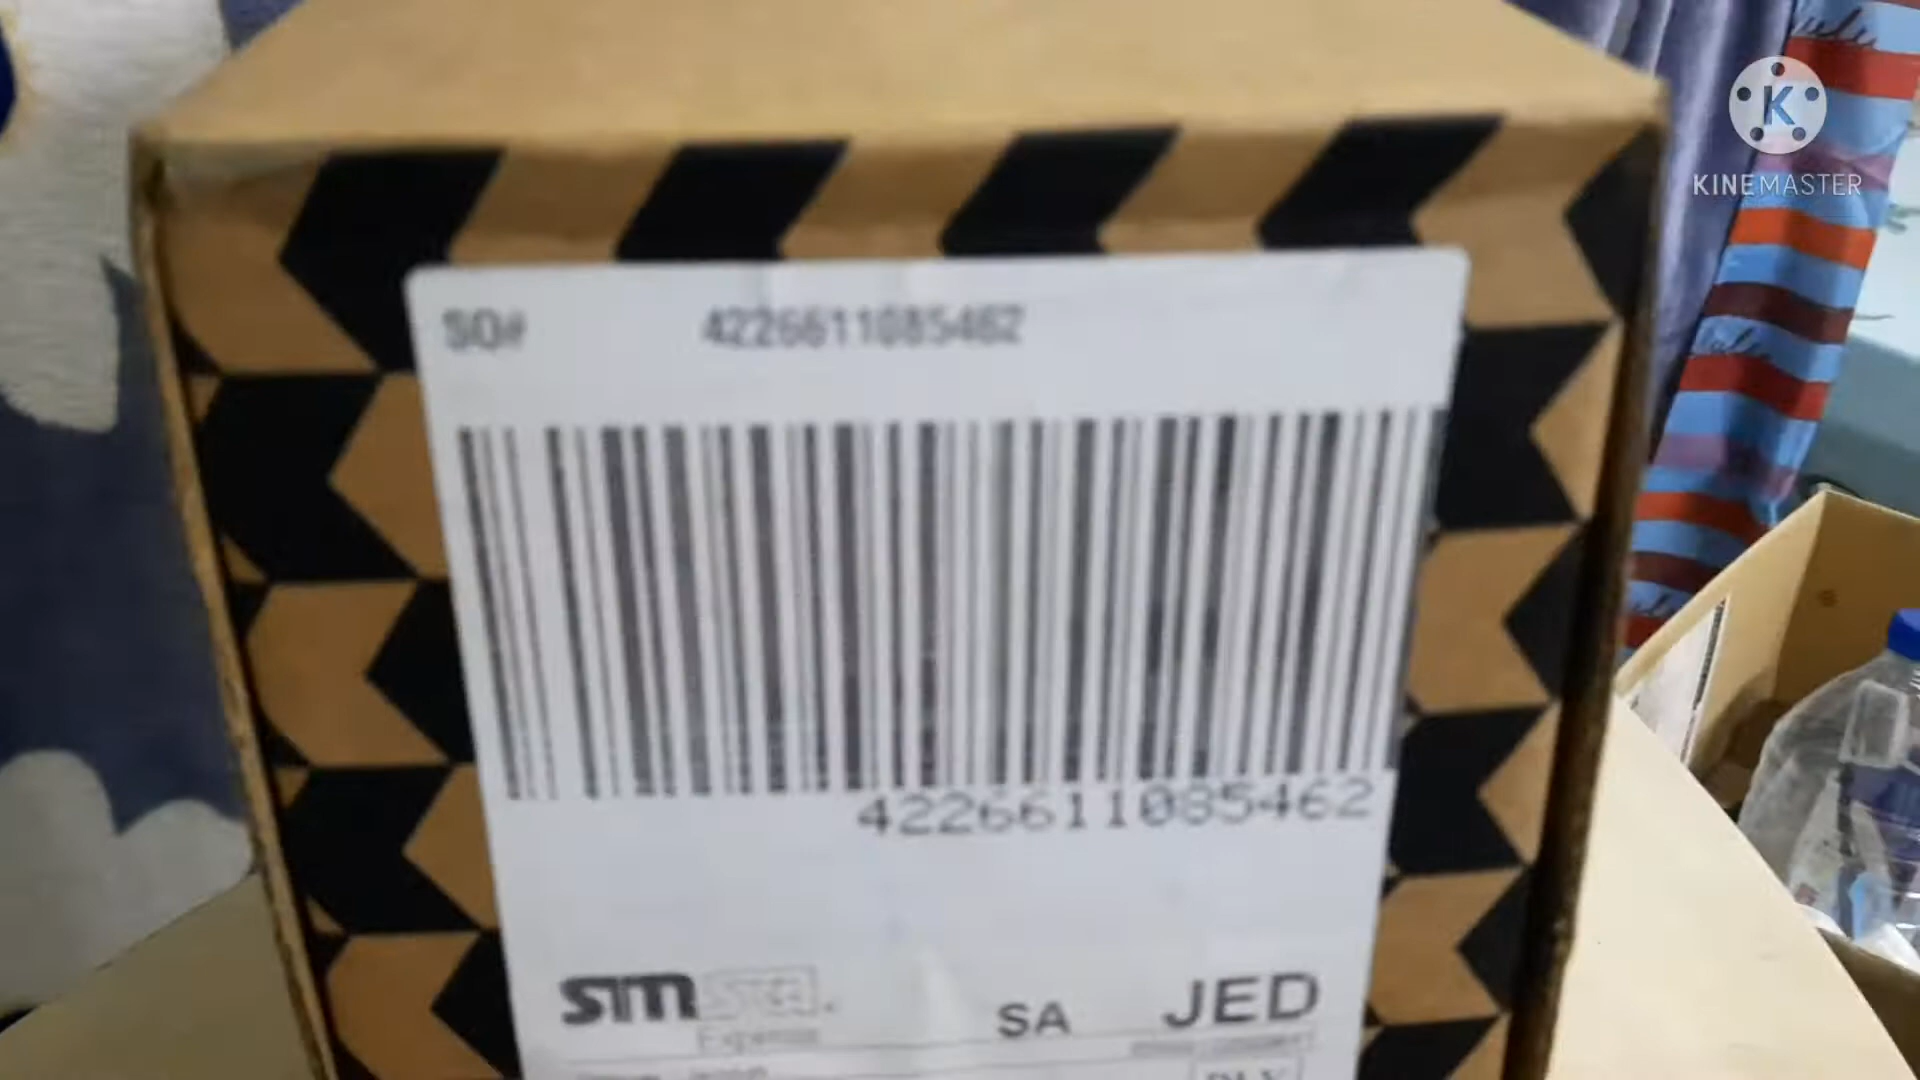 SO# 4226611085462
4226611085462
SMSa
Express
SA JED
KINEMASTER